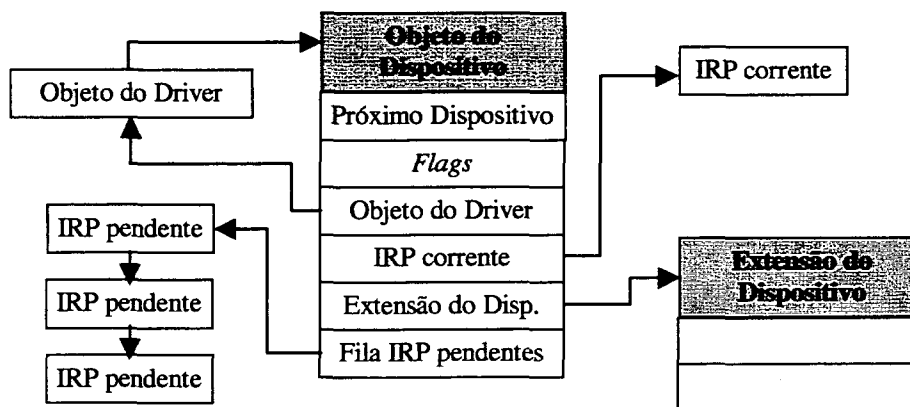 Objeto do
Dispositivo
Objeto do Driver
IRP corrente
Próximo Dispositivo
Flags
Objeto do Driver
IRP pendente
IRP corrente
Extensão do
Dispositivo
IRP pendente
Extensão do Disp.
Fila IRP pendentes
IRP pendente